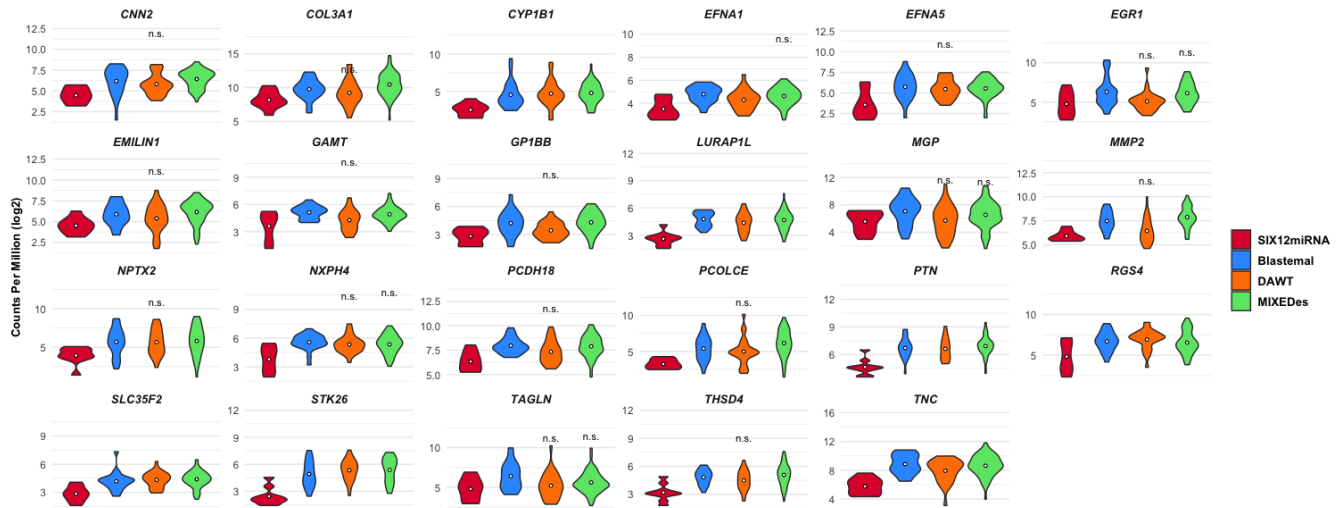 CNN2 COL3A1 CYP1B1 EFNA1 EFNA5 EGR1
12.5 10.0 7.5 5.0 2.5 n.s.
15 10 5 n.s.
10 5
10 8 6 4 n.s.
12.5 10.0 7.5 5.0 2.5 n.s.
10 5 n.s. n.s.
EMILIN1 GAMT GP1BB LURAP1L MGP MMP2
12.5 10.0 7.5 5.0 2.5 n.s.
9 6 3 n.s.
9 6 3 n.s.
12 9 6 3
12 8 4 n.s. n.s.
12.5 10.0 7.5 5.0 n.s.
NPTX2 NXPH4 PCDH18 PCOLCE PTN RGS4
10 5 n.s.
9 6 3 n.s. n.s.
12.5 10.0 7.5 5.0 n.s.
10 5 n.s.
12 9 6 4 n.s.
10 5
SLC35F2 STK26 TAGLN THSD4 TNC
9 6 3
12 9 6 3
10 5 n.s. n.s.
12 9 6 3 n.s.
16 12 8 4
Counts Per Million (log2)
SIX12miRNA
Blastemal
DAWT
MIXEDes